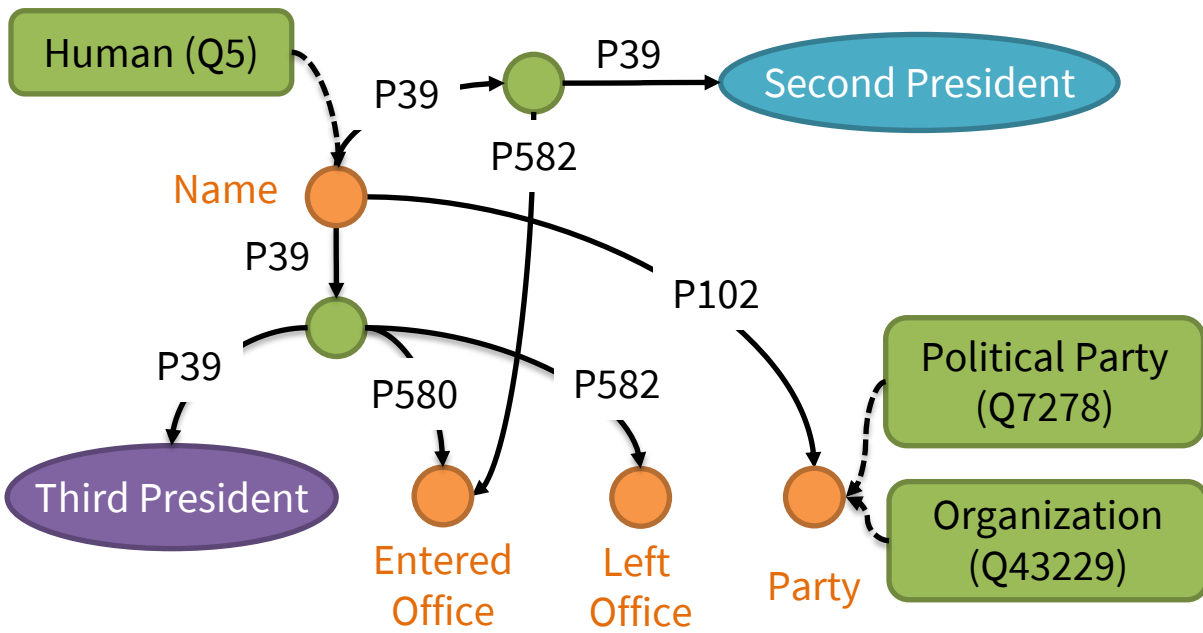 Human (Q5)
P39
Second President
P39
P582
Name
P39
P102
P39
P580
P582
Political Party
(Q7278)
Third President
Organization
(Q43229)
Entered
Office
Left
Office
Party